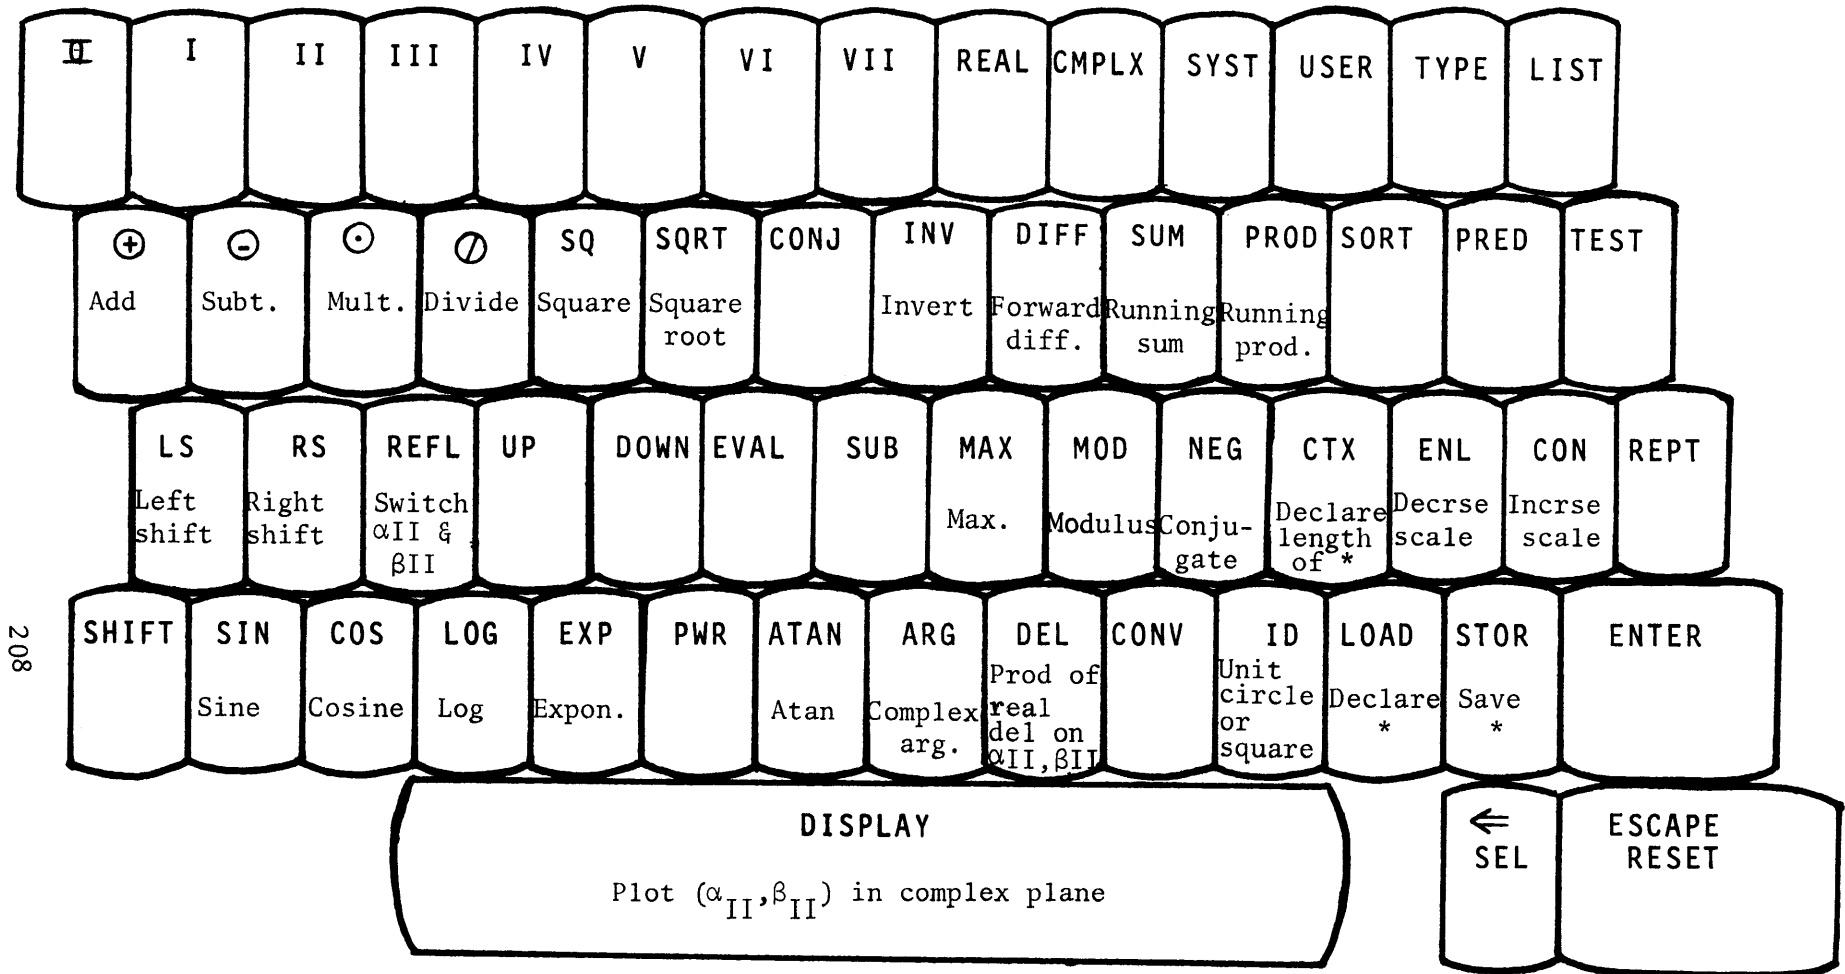 I I II III IV V VI VII REAL CMPLX SYST USER TYPE LIST
⊕ ⊖ ⊙ ⊘ SQ SQRT CONJ INV DIFF SUM PROD SORT PRED TEST
Add Subt. Mult. Divide Square Square Invert Forward Running Running
root diff. sum prod.
LS RS REFL UP DOWN EVAL SUB MAX MOD NEG CTX ENL CON REPT
Left Right Switch Max. Modulus Conju- Declare Decrse Incrse
shift shift αII & gate length scale scale
βII of *
SHIFT SIN COS LOG EXP PWR ATAN ARG DEL CONV ID LOAD STOR ENTER
Sine Cosine Log Expon. Atan Complex Prod of Unit Declare Save
arg. real circle * *
del on or
αII,βII square
208
DISPLAY
Plot (αII,βII) in complex plane
⇐ ESCAPE
SEL RESET